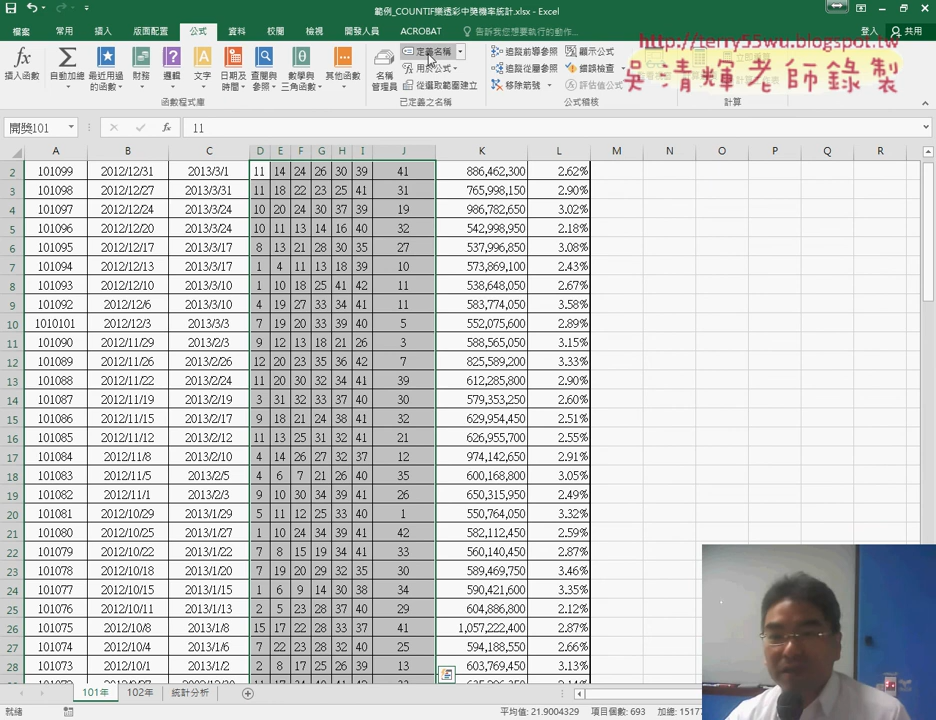 範例_COUNTIF樂透彩中獎機率統計.xlsx - Excel
檔案 常用 插入 版面配置 公式 資料 校閱 檢視 開發人員 ACROBAT 告訴我您想要執行的動作... 登入 共用
http://terry55wu.blogspot.tw
吳清輝老師錄製
插入函數 自動加總 最近用過的函數 財務 邏輯 文字 日期及時間 查閱與參照 數學與三角函數 其他函數 名稱管理員
定義名稱
用於公式
從選取範圍建立
追蹤前導參照
追蹤從屬參照
移除箭號
顯示公式
錯誤檢查
評估值公式
函數程式庫 已定義之名稱 公式稽核 計算
開獎101 fx 11
A B C D E F G H I J K L M N O P Q R
2 101099 2012/12/31 2013/3/1 11 14 24 26 30 39 41 886,462,300 2.62%
3 101098 2012/12/27 2013/3/31 11 18 22 23 25 41 31 765,998,150 2.90%
4 101097 2012/12/24 2013/3/24 10 20 24 30 37 39 19 986,782,650 3.02%
5 101096 2012/12/20 2013/3/24 10 11 13 14 16 40 32 542,998,950 2.18%
6 101095 2012/12/17 2013/3/17 8 13 21 28 30 35 27 537,996,850 3.08%
7 101094 2012/12/13 2013/3/17 1 4 11 13 18 39 10 573,869,100 2.43%
8 101093 2012/12/10 2013/3/10 1 10 18 25 41 42 11 538,648,050 2.67%
9 101092 2012/12/6 2013/3/10 4 19 27 33 34 41 11 583,774,050 3.58%
10 1010101 2012/12/3 2013/3/3 7 19 20 33 39 40 5 552,075,600 2.89%
11 101090 2012/11/29 2013/2/3 9 12 13 18 21 26 3 588,565,050 3.15%
12 101089 2012/11/26 2013/2/26 12 20 23 35 36 42 7 825,589,200 3.33%
13 101088 2012/11/22 2013/2/24 11 20 30 32 34 41 39 612,285,800 2.90%
14 101087 2012/11/19 2013/2/19 3 31 32 33 37 40 30 579,353,250 2.60%
15 101086 2012/11/15 2013/2/17 9 18 21 24 38 41 32 629,954,450 2.51%
16 101085 2012/11/12 2013/2/12 11 13 25 31 32 41 21 626,955,700 2.55%
17 101084 2012/11/8 2013/2/10 4 14 26 27 32 37 12 974,142,650 2.91%
18 101083 2012/11/5 2013/2/5 4 6 7 21 26 40 35 600,168,800 3.05%
19 101082 2012/11/1 2013/2/3 9 10 30 34 39 41 26 650,315,950 2.49%
20 101081 2012/10/29 2013/1/29 5 11 12 25 33 40 1 550,764,050 3.32%
21 101080 2012/10/25 2013/1/27 1 10 24 34 39 41 42 582,112,450 2.59%
22 101079 2012/10/22 2013/1/22 7 8 15 19 34 41 33 560,140,450 2.87%
23 101078 2012/10/18 2013/1/20 7 19 20 29 32 35 30 589,469,750 3.46%
24 101077 2012/10/15 2013/1/15 1 6 9 14 30 38 34 590,421,600 3.35%
25 101076 2012/10/11 2013/1/13 2 5 23 28 37 40 29 604,886,800 2.12%
26 101075 2012/10/8 2013/1/8 15 17 22 28 33 37 41 1,057,222,400 2.87%
27 101074 2012/10/4 2013/1/6 7 22 23 28 32 40 25 594,188,550 2.66%
28 101073 2012/10/1 2013/1/2 2 8 17 25 26 39 13 603,769,450 3.13%
101年 102年 統計分析
就緒 平均值: 21.9004329 項目個數: 693 加總: 1517